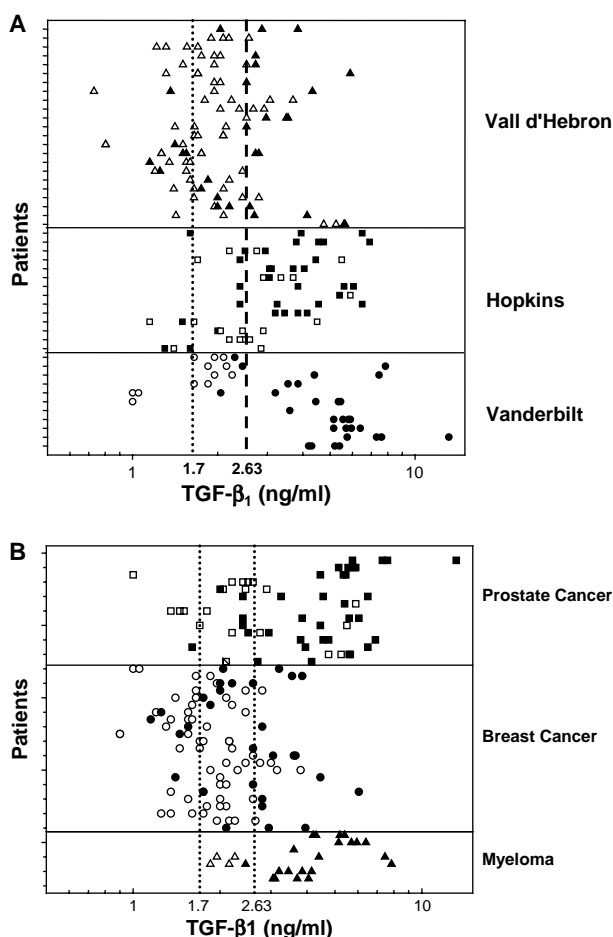 A
Patients
Vall d'Hebron
Hopkins
Vanderbilt
1 1.7 2.63 10
TGF-β₁ (ng/ml)
B
Patients
Prostate Cancer
Breast Cancer
Myeloma
1 1.7 2.63 10
TGF-β1 (ng/ml)